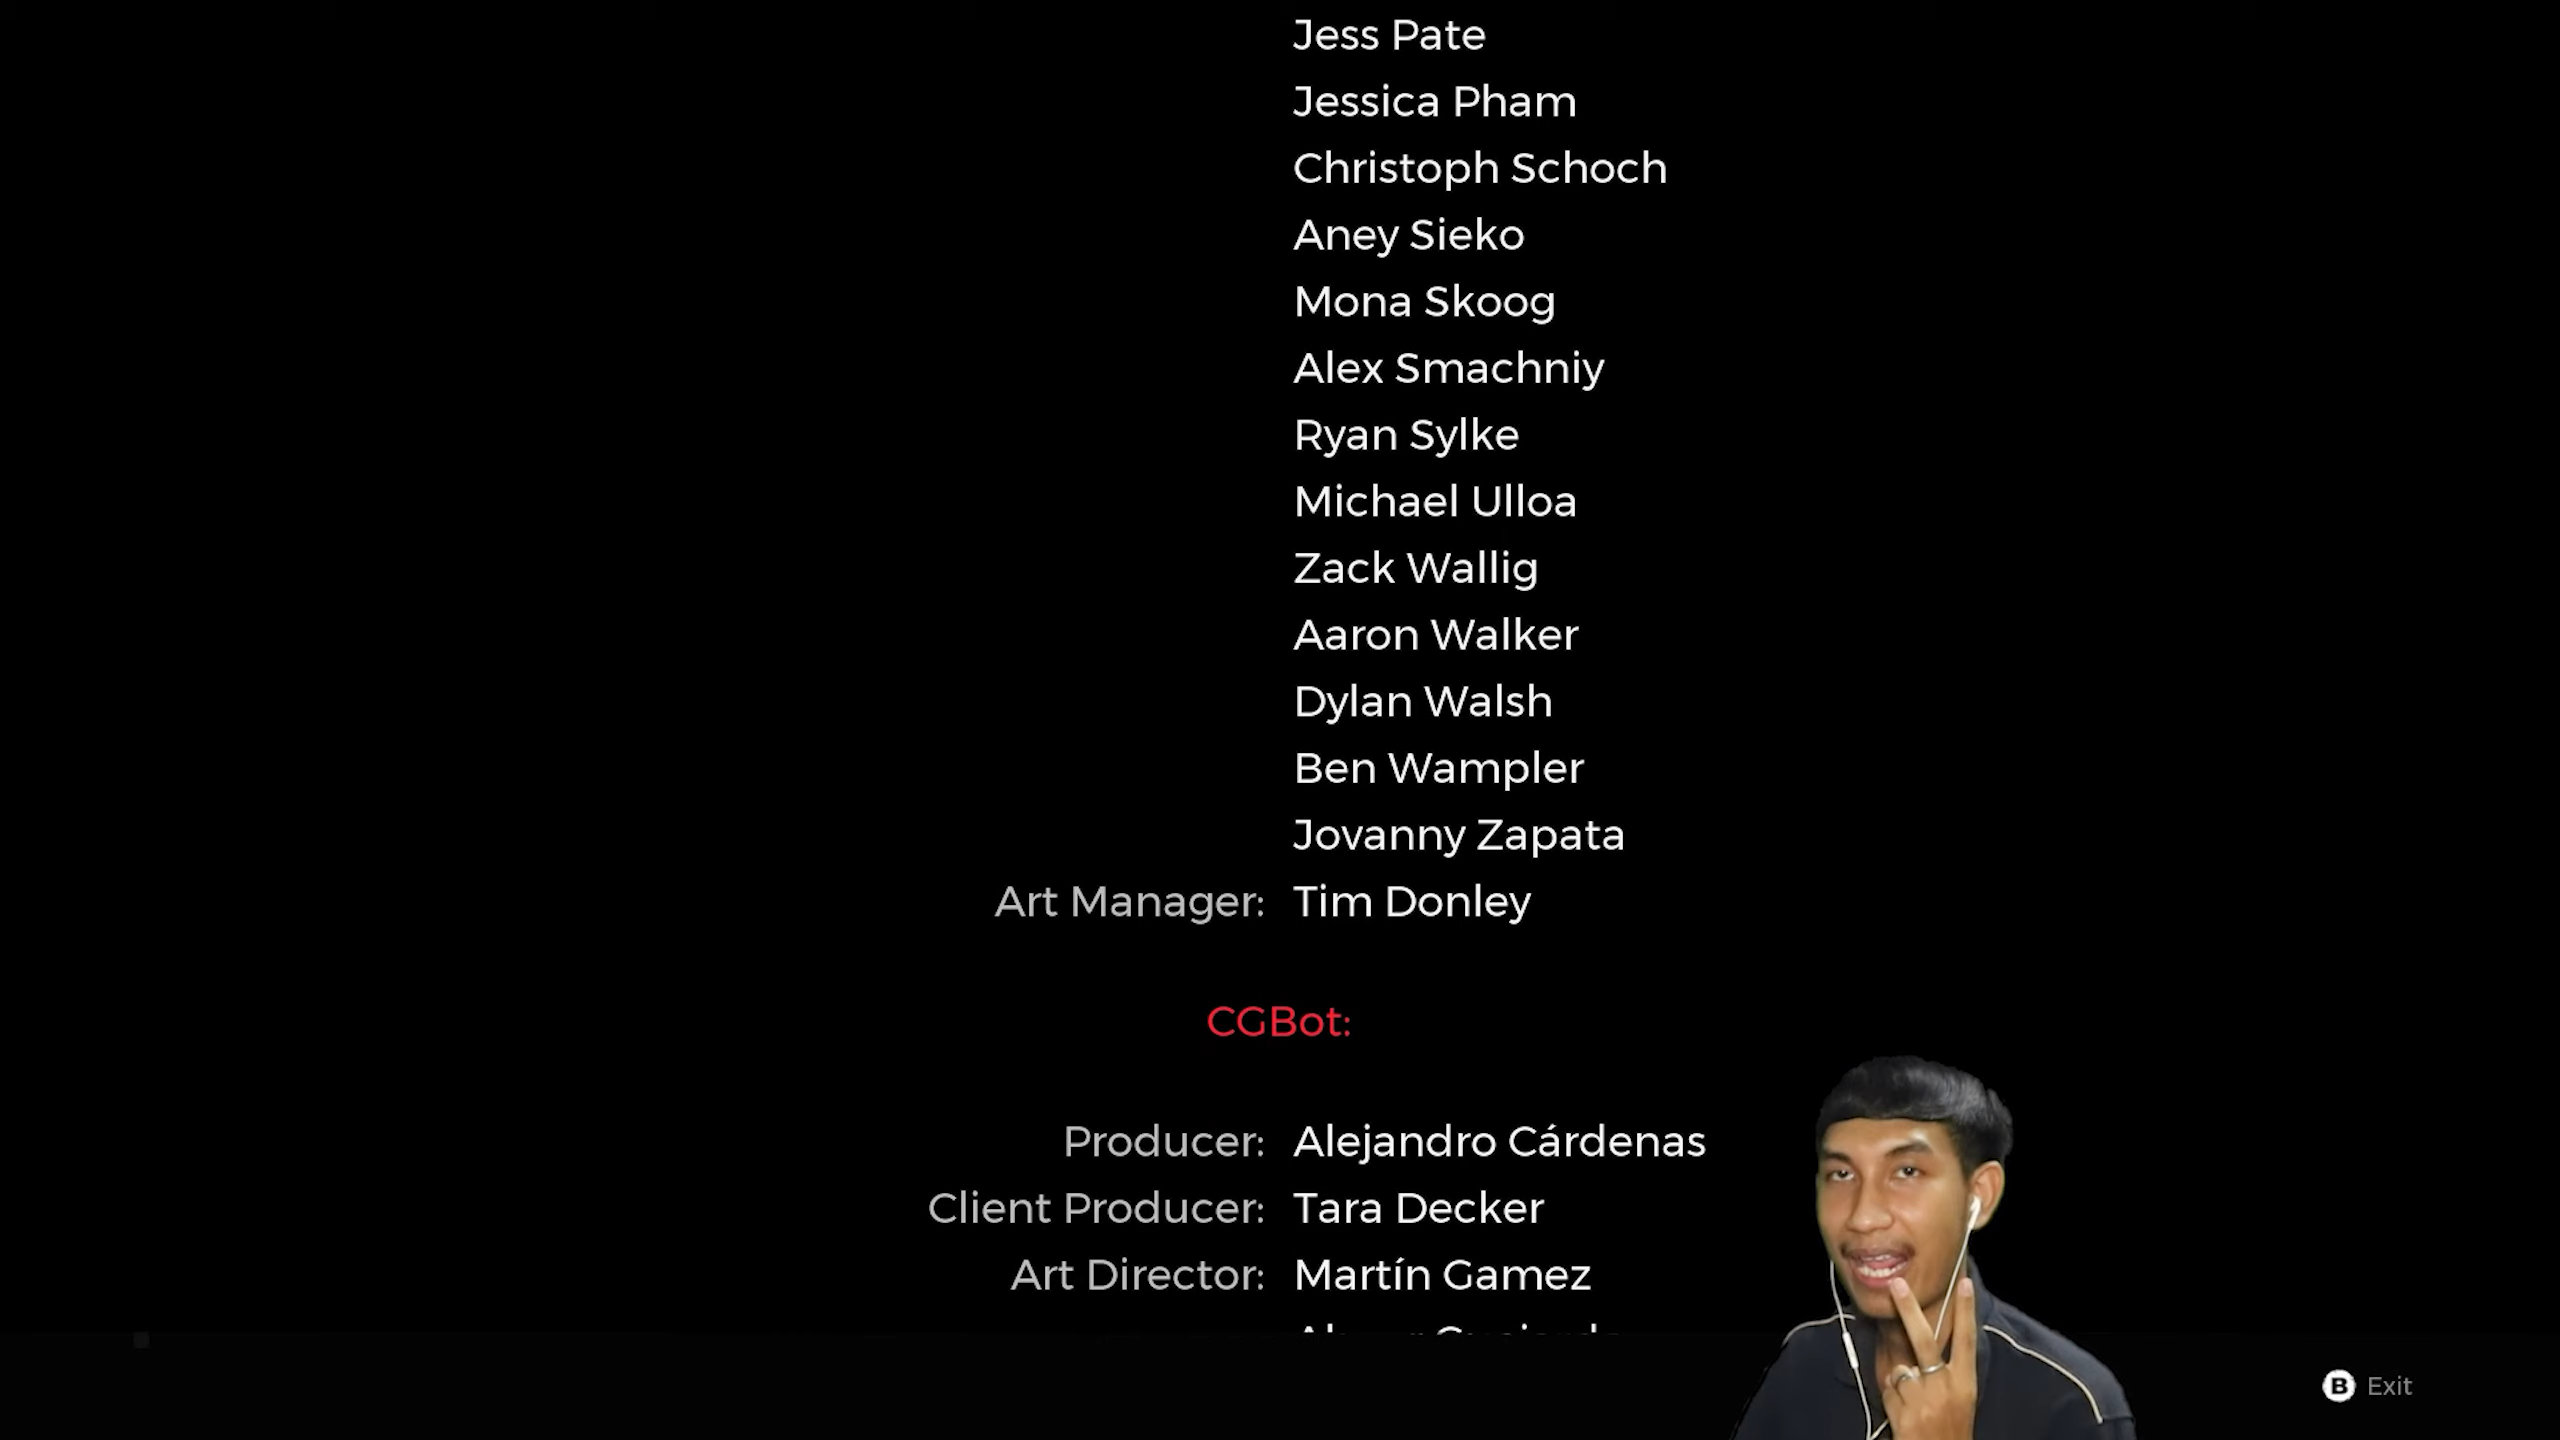 Jess Pate
Jessica Pham
Christoph Schoch
Aney Sieko
Mona Skoog
Alex Smachniy
Ryan Sylke
Michael Ulloa
Zack Wallig
Aaron Walker
Dylan Walsh
Ben Wampler
Jovanny Zapata
Art Manager: Tim Donley
CGBot:
Producer: Alejandro Cárdenas
Client Producer: Tara Decker
Art Director: Martín Gamez
B Exit